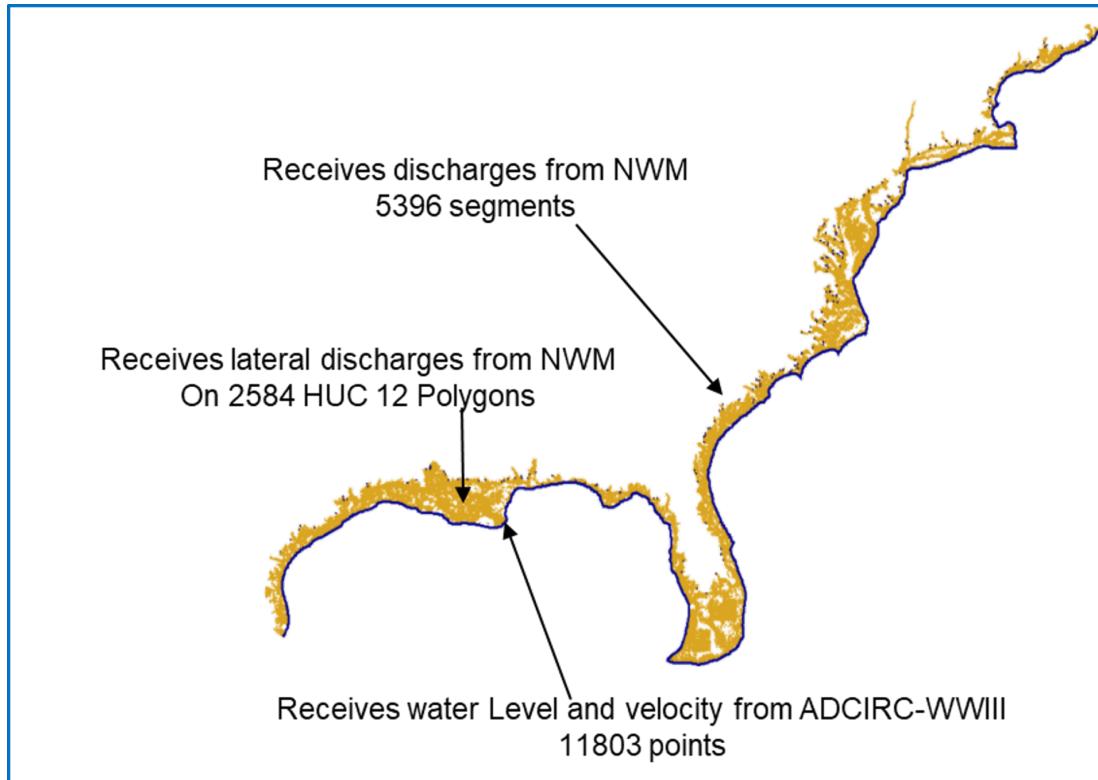 Receives discharges from NWM
5396 segments
Receives lateral discharges from NWM
On 2584 HUC 12 Polygons
Receives water Level and velocity from ADCIRC-WWIII
11803 points